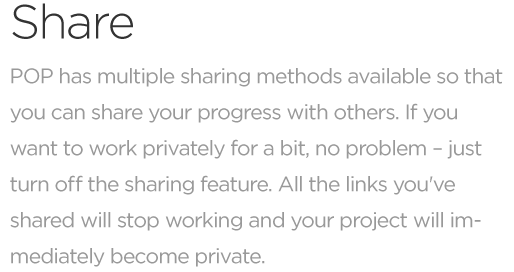 Share
POP has multiple sharing methods available so that
you can share your progress with others. If you
want to work privately for a bit, no problem – just
turn off the sharing feature. All the links you've
shared will stop working and your project will im-
mediately become private.